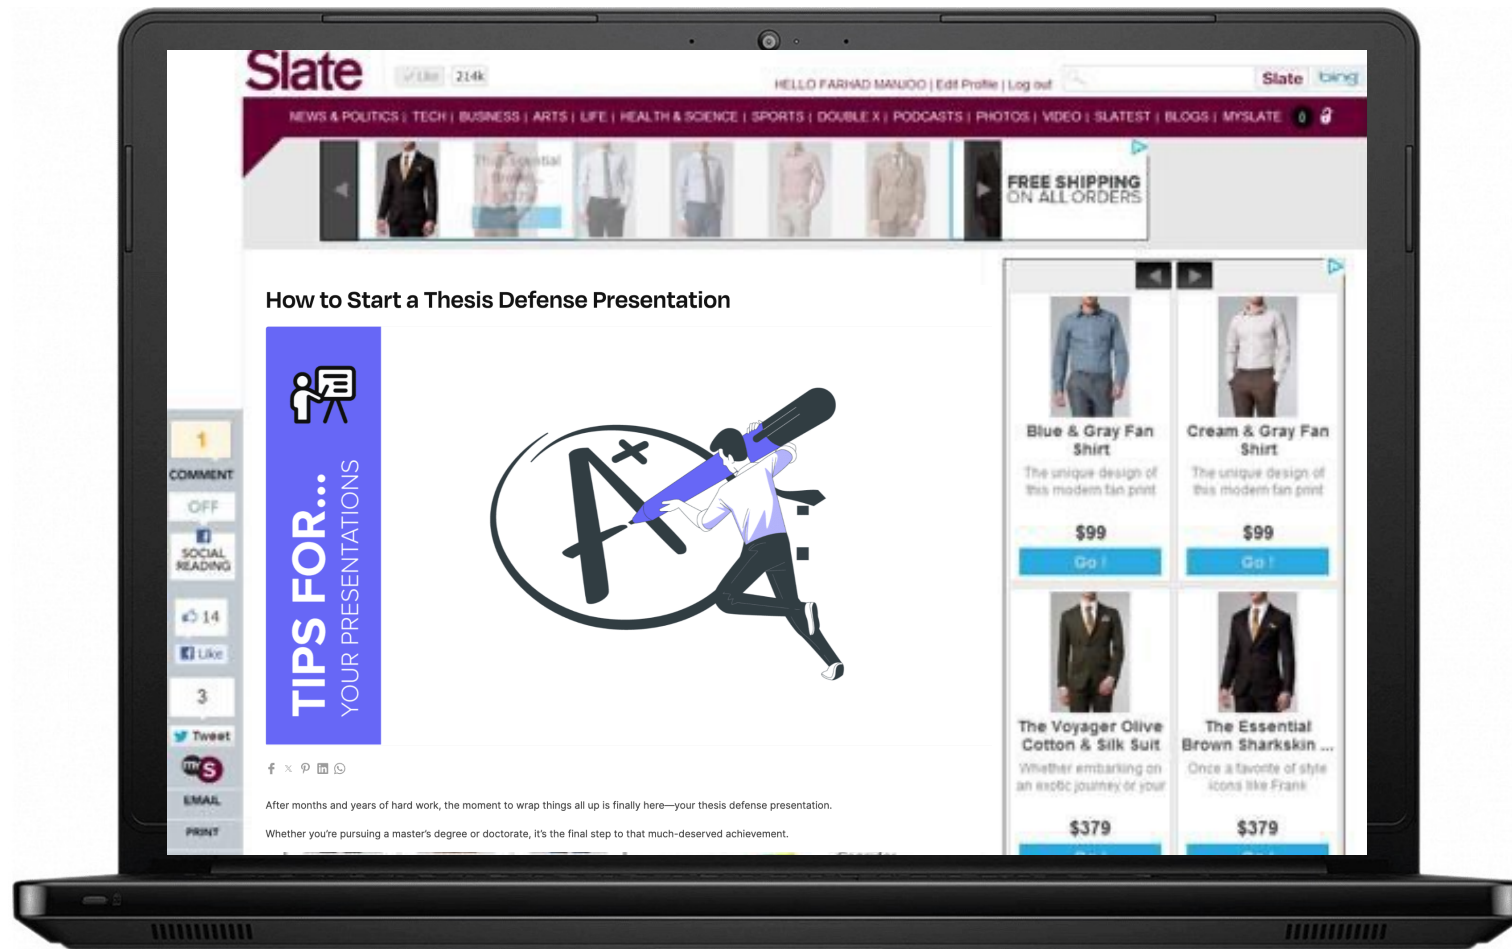 Slate
Like 214k
HELLO FARHAD MANJOO | Edit Profile | Log out
Slate bing
NEWS & POLITICS | TECH | BUSINESS | ARTS | LIFE | HEALTH & SCIENCE | SPORTS | DOUBLE X | PODCASTS | PHOTOS | VIDEO | SLATEST | BLOGS | MYSLATE 0
The Essential
$379
FREE SHIPPING
ON ALL ORDERS
How to Start a Thesis Defense Presentation
TIPS FOR...
YOUR PRESENTATIONS
A+
1
COMMENT
OFF
SOCIAL
READING
14
Like
3
Tweet
my S
EMAIL
PRINT
After months and years of hard work, the moment to wrap things all up is finally here—your thesis defense presentation.
Whether you're pursuing a master's degree or doctorate, it's the final step to that much-deserved achievement.
Blue & Gray Fan
Shirt
The unique design of
this modern fan print
$99
Go !
Cream & Gray Fan
Shirt
The unique design of
this modern fan print
$99
Go !
The Voyager Olive
Cotton & Silk Suit
Whether embarking on
an exotic journey or your
$379
The Essential
Brown Sharkskin ...
Once a favorite of style
icons like Frank
$379